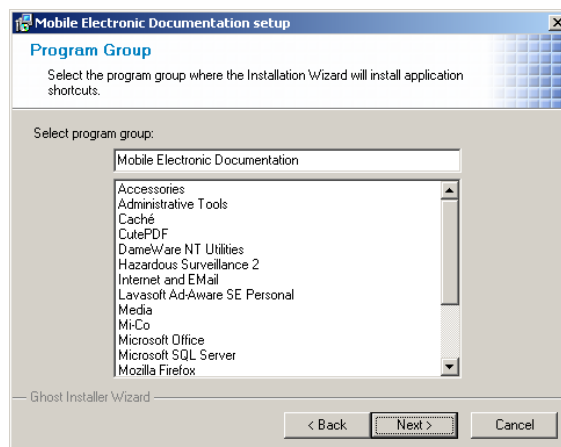 Mobile Electronic Documentation setup
Program Group
Select the program group where the Installation Wizard will install application
shortcuts.
Select program group:
Mobile Electronic Documentation
Accessories
Administrative Tools
Caché
CutePDF
DameWare NT Utilities
Hazardous Surveillance 2
Internet and EMail
Lavasoft Ad-Aware SE Personal
Media
Mi-Co
Microsoft Office
Microsoft SQL Server
Mozilla Firefox
Ghost Installer Wizard
< Back
Next >
Cancel